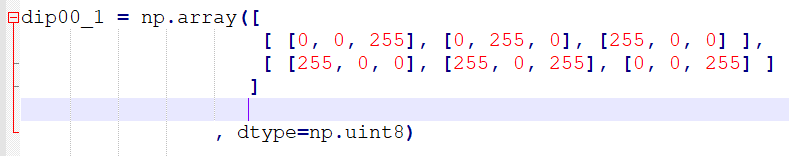 dip00_1 = np.array([
[ [0, 0, 255], [0, 255, 0], [255, 0, 0] ],
[ [255, 0, 0], [255, 0, 255], [0, 0, 255] ]
]
, dtype=np.uint8)